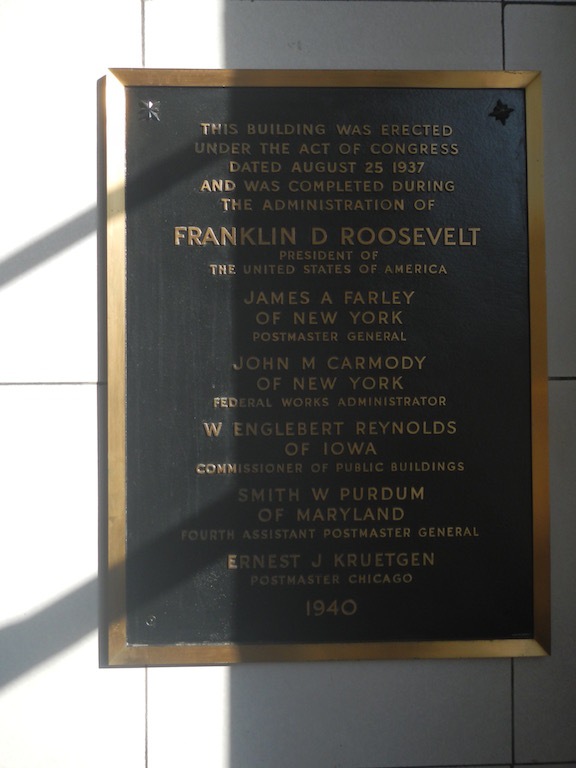 THIS BUILDING WAS ERECTED
UNDER THE ACT OF CONGRESS
DATED AUGUST 25 1937
AND WAS COMPLETED DURING
THE ADMINISTRATION OF
FRANKLIN D ROOSEVELT
PRESIDENT OF
THE UNITED STATES OF AMERICA
JAMES A FARLEY
OF NEW YORK
POSTMASTER GENERAL
JOHN M CARMODY
OF NEW YORK
FEDERAL WORKS ADMINISTRATOR
W ENGLEBERT REYNOLDS
OF IOWA
COMMISSIONER OF PUBLIC BUILDINGS
SMITH W PURDUM
OF MARYLAND
FOURTH ASSISTANT POSTMASTER GENERAL
ERNEST J KRUETGEN
POSTMASTER CHICAGO
1940